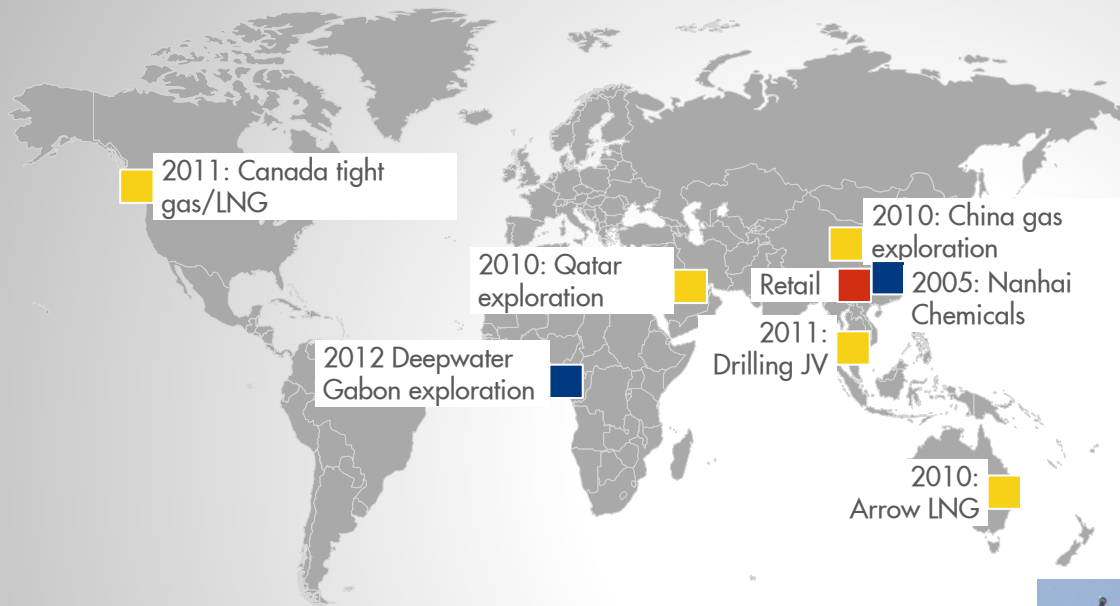 2011: Canada tight
gas/LNG
2010: China gas
exploration
2010: Qatar
exploration
Retail
2005: Nanhai
Chemicals
2011:
Drilling JV
2012 Deepwater
Gabon exploration
2010:
Arrow LNG